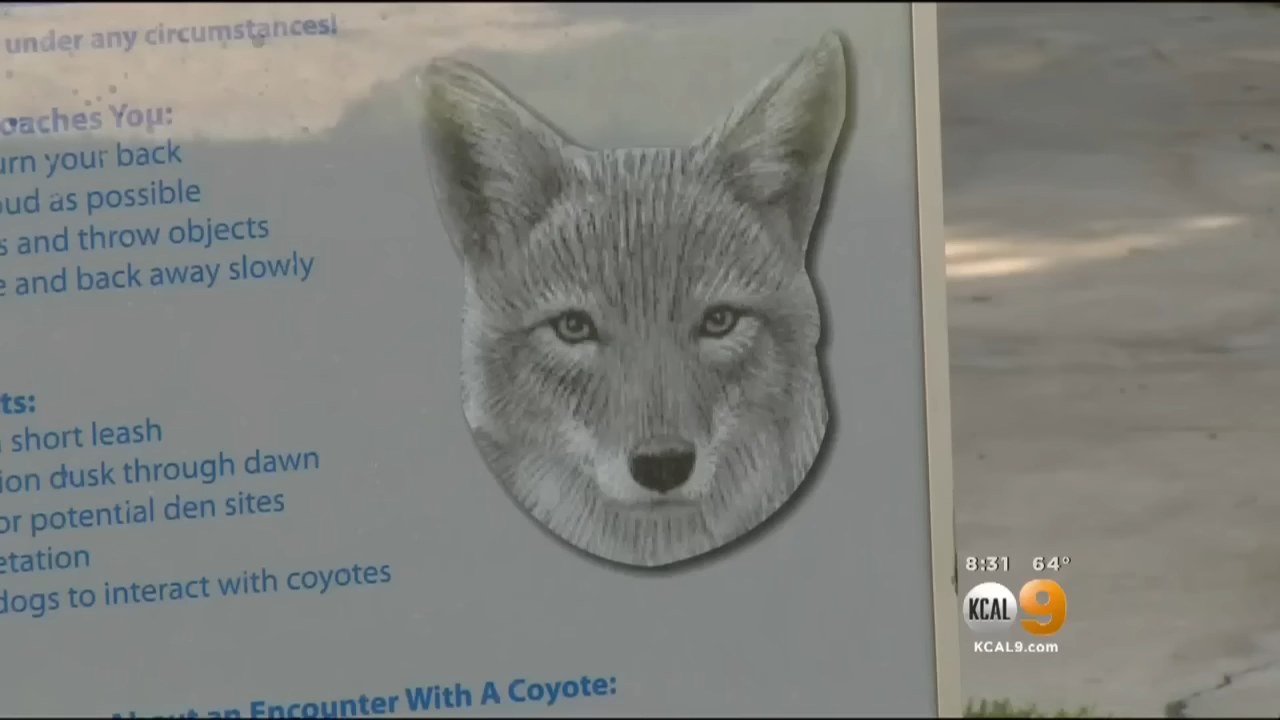 under any circumstances!
oaches You:
urn your back
oud as possible
s and throw objects
e and back away slowly
ts:
short leash
ion dusk through dawn
or potential den sites
etation
dogs to interact with coyotes
About an Encounter With A Coyote:
8:31 64°
KCAL 9
KCAL9.com